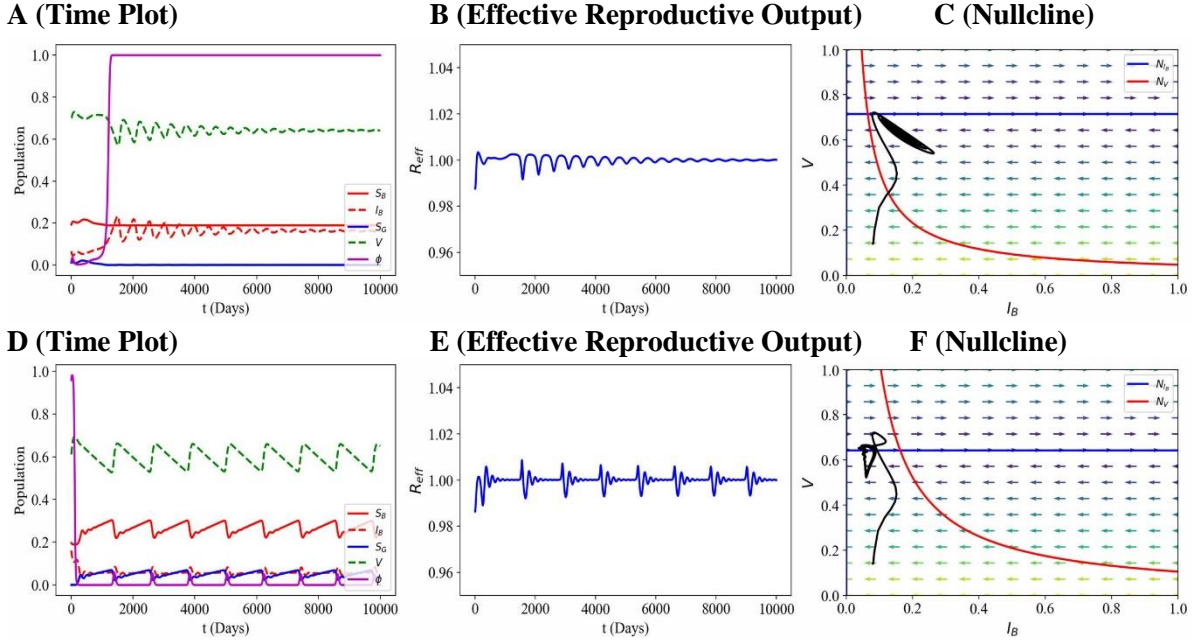 A (Time Plot)
B (Effective Reproductive Output)
C (Nullcline)
Population
1.0
0.8
0.6
0.4
0.2
0.0
S_B
I_B
S_G
V
ϕ
0 2000 4000 6000 8000 10000
t (Days)
R_eff
1.04
1.02
1.00
0.98
0.96
0 2000 4000 6000 8000 10000
t (Days)
V
1.0
0.8
0.6
0.4
0.2
0.0
N_{I_B}
N_V
0.0 0.2 0.4 0.6 0.8 1.0
I_B
D (Time Plot)
E (Effective Reproductive Output)
F (Nullcline)
Population
1.0
0.8
0.6
0.4
0.2
0.0
S_B
I_B
S_G
V
ϕ
0 2000 4000 6000 8000 10000
t (Days)
R_eff
1.04
1.02
1.00
0.98
0.96
0 2000 4000 6000 8000 10000
t (Days)
V
1.0
0.8
0.6
0.4
0.2
0.0
N_{I_B}
N_V
0.0 0.2 0.4 0.6 0.8 1.0
I_B